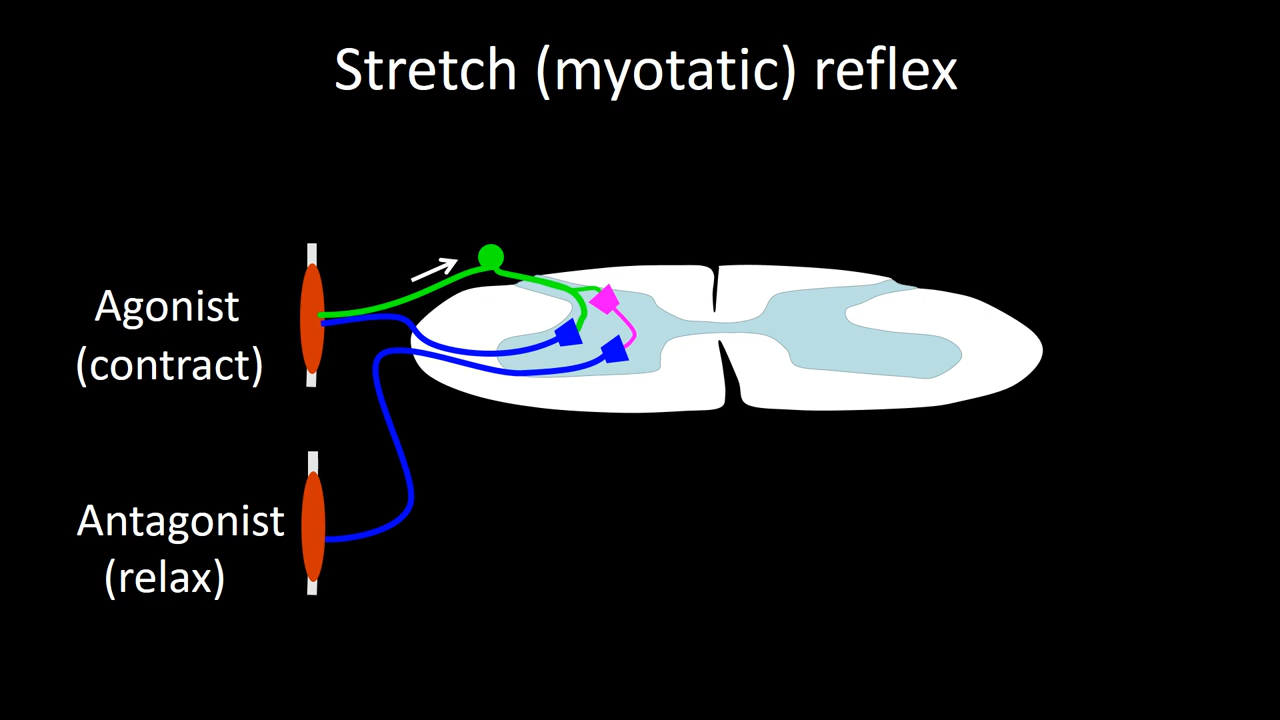 Stretch (myotatic) reflex
Agonist
(contract)
Antagonist
(relax)